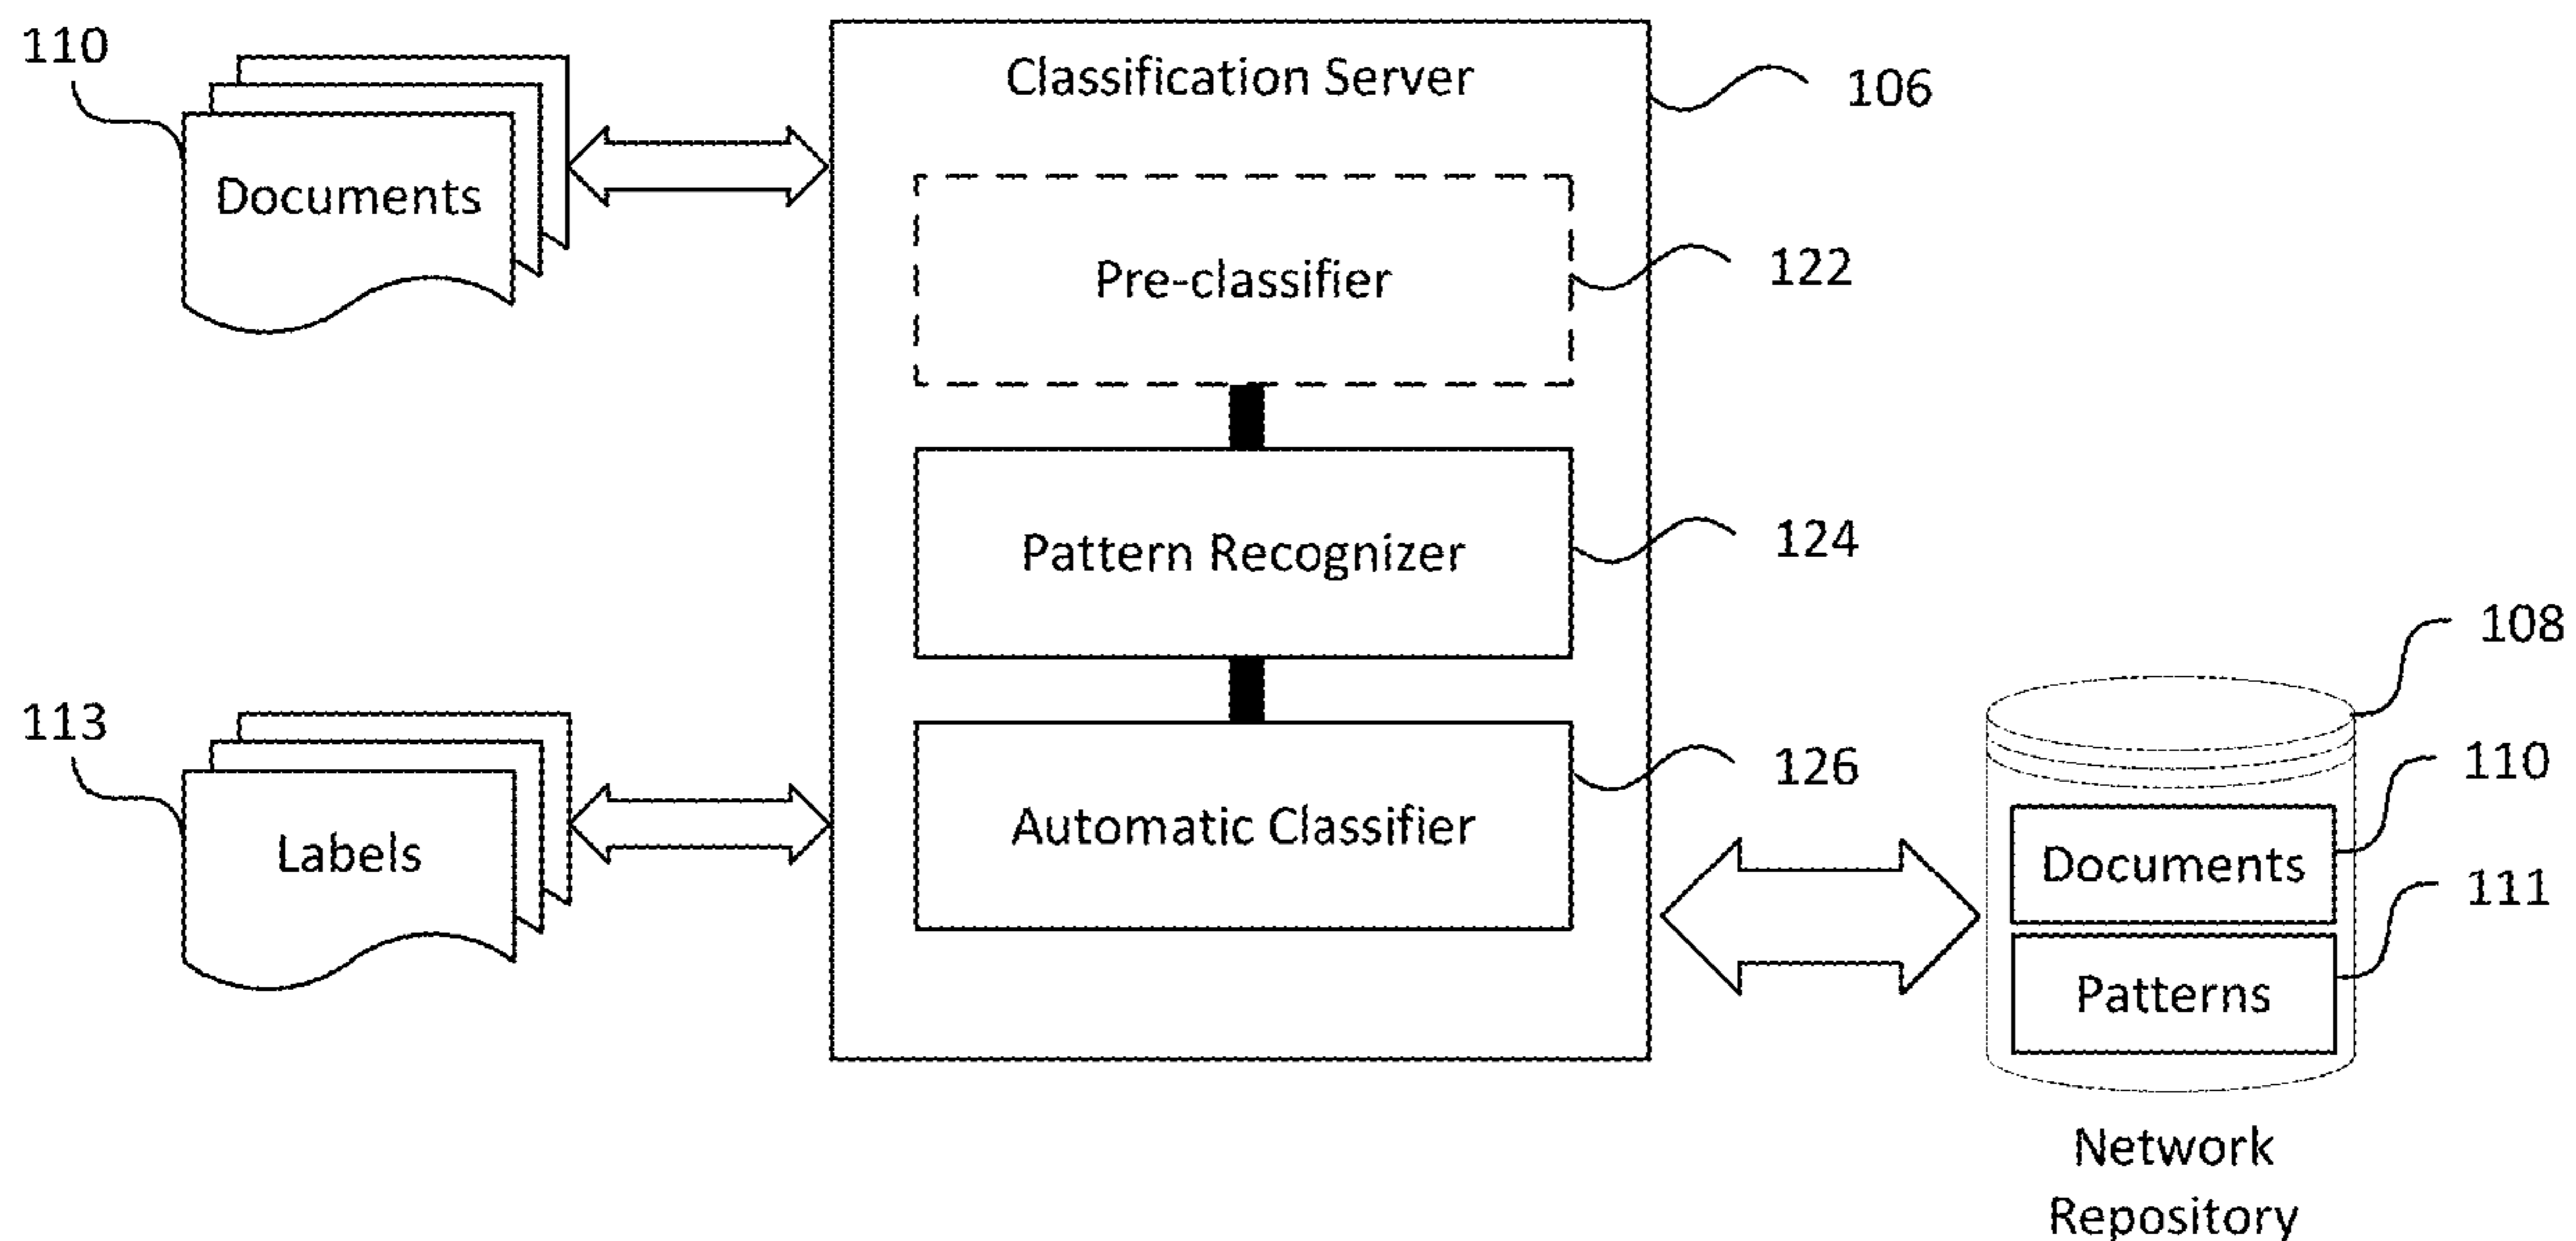 110
Documents
Classification Server
106
Pre-classifier
122
Pattern Recognizer
124
113
Labels
Automatic Classifier
126
108
Documents
110
Patterns
111
Network
Repository